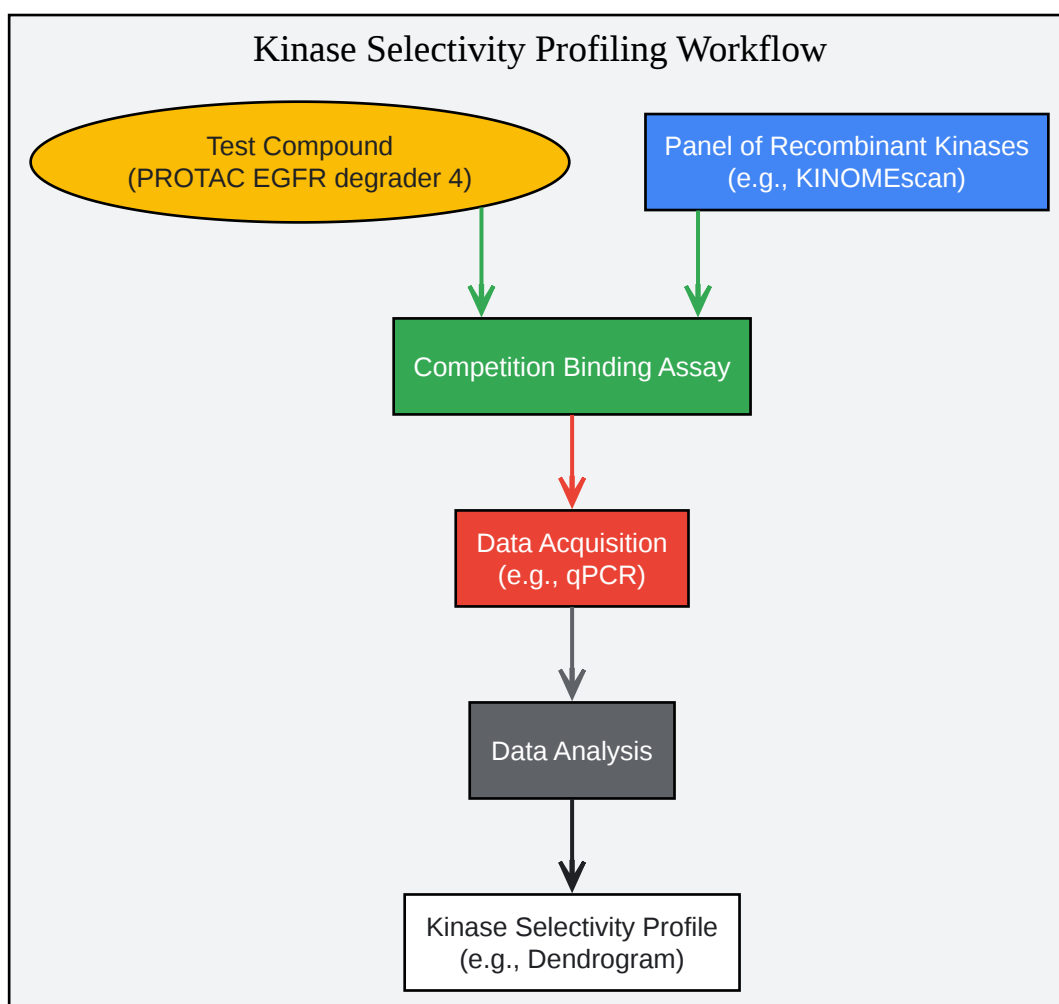 Kinase Selectivity Profiling Workflow
Test Compound
(PROTAC EGFR degrader 4)
Panel of Recombinant Kinases
(e.g., KINOMEscan)
Competition Binding Assay
Data Acquisition
(e.g., qPCR)
Data Analysis
Kinase Selectivity Profile
(e.g., Dendrogram)